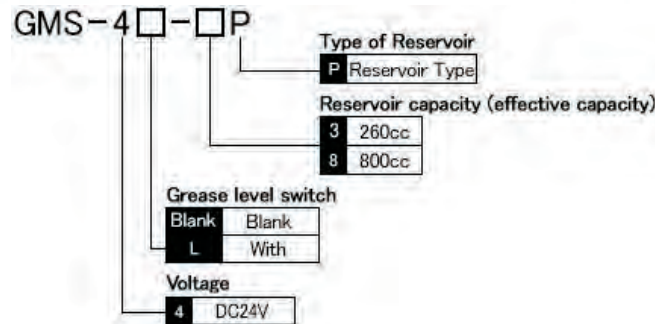 GMS-4□-□P
Type of Reservoir
P Reservoir Type
Reservoir capacity (effective capacity)
3 260cc
8 800cc
Grease level switch
Blank Blank
L With
Voltage
4 DC24V